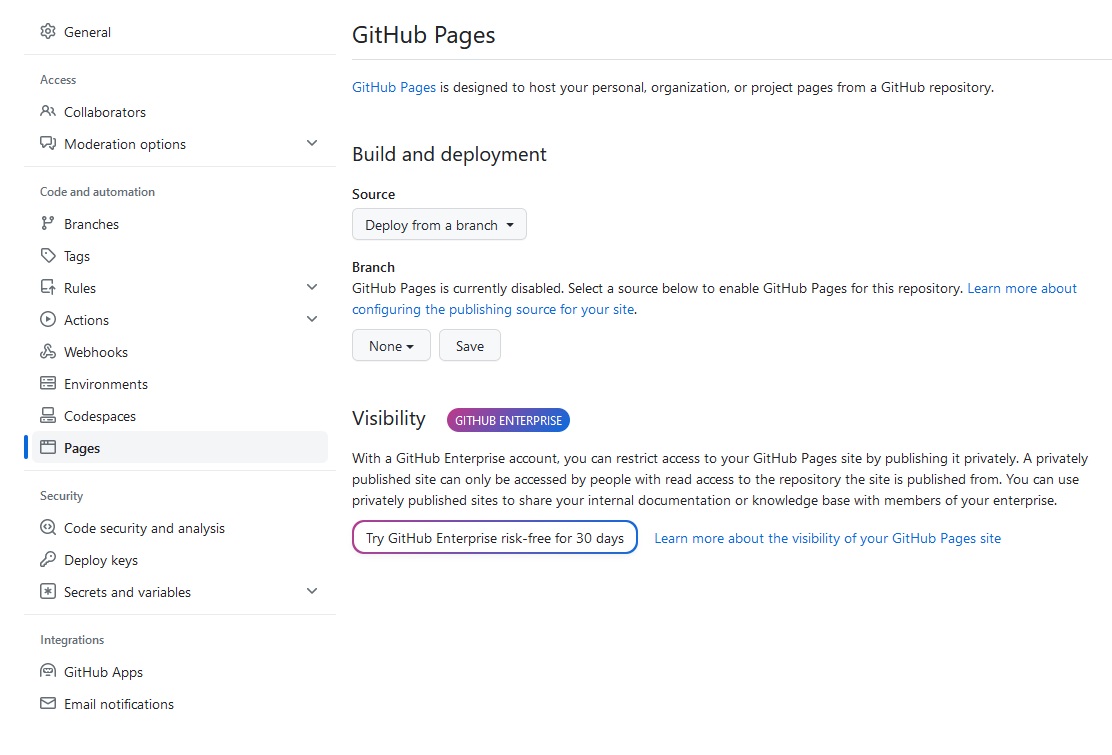 General
Access
Collaborators
Moderation options
Code and automation
Branches
Tags
Rules
Actions
Webhooks
Environments
Codespaces
Pages
Security
Code security and analysis
Deploy keys
Secrets and variables
Integrations
GitHub Apps
Email notifications
GitHub Pages
GitHub Pages is designed to host your personal, organization, or project pages from a GitHub repository.
Build and deployment
Source
Deploy from a branch
Branch
GitHub Pages is currently disabled. Select a source below to enable GitHub Pages for this repository. Learn more about
configuring the publishing source for your site.
None Save
Visibility GITHUB ENTERPRISE
With a GitHub Enterprise account, you can restrict access to your GitHub Pages site by publishing it privately. A privately
published site can only be accessed by people with read access to the repository the site is published from. You can use
privately published sites to share your internal documentation or knowledge base with members of your enterprise.
Try GitHub Enterprise risk-free for 30 days Learn more about the visibility of your GitHub Pages site